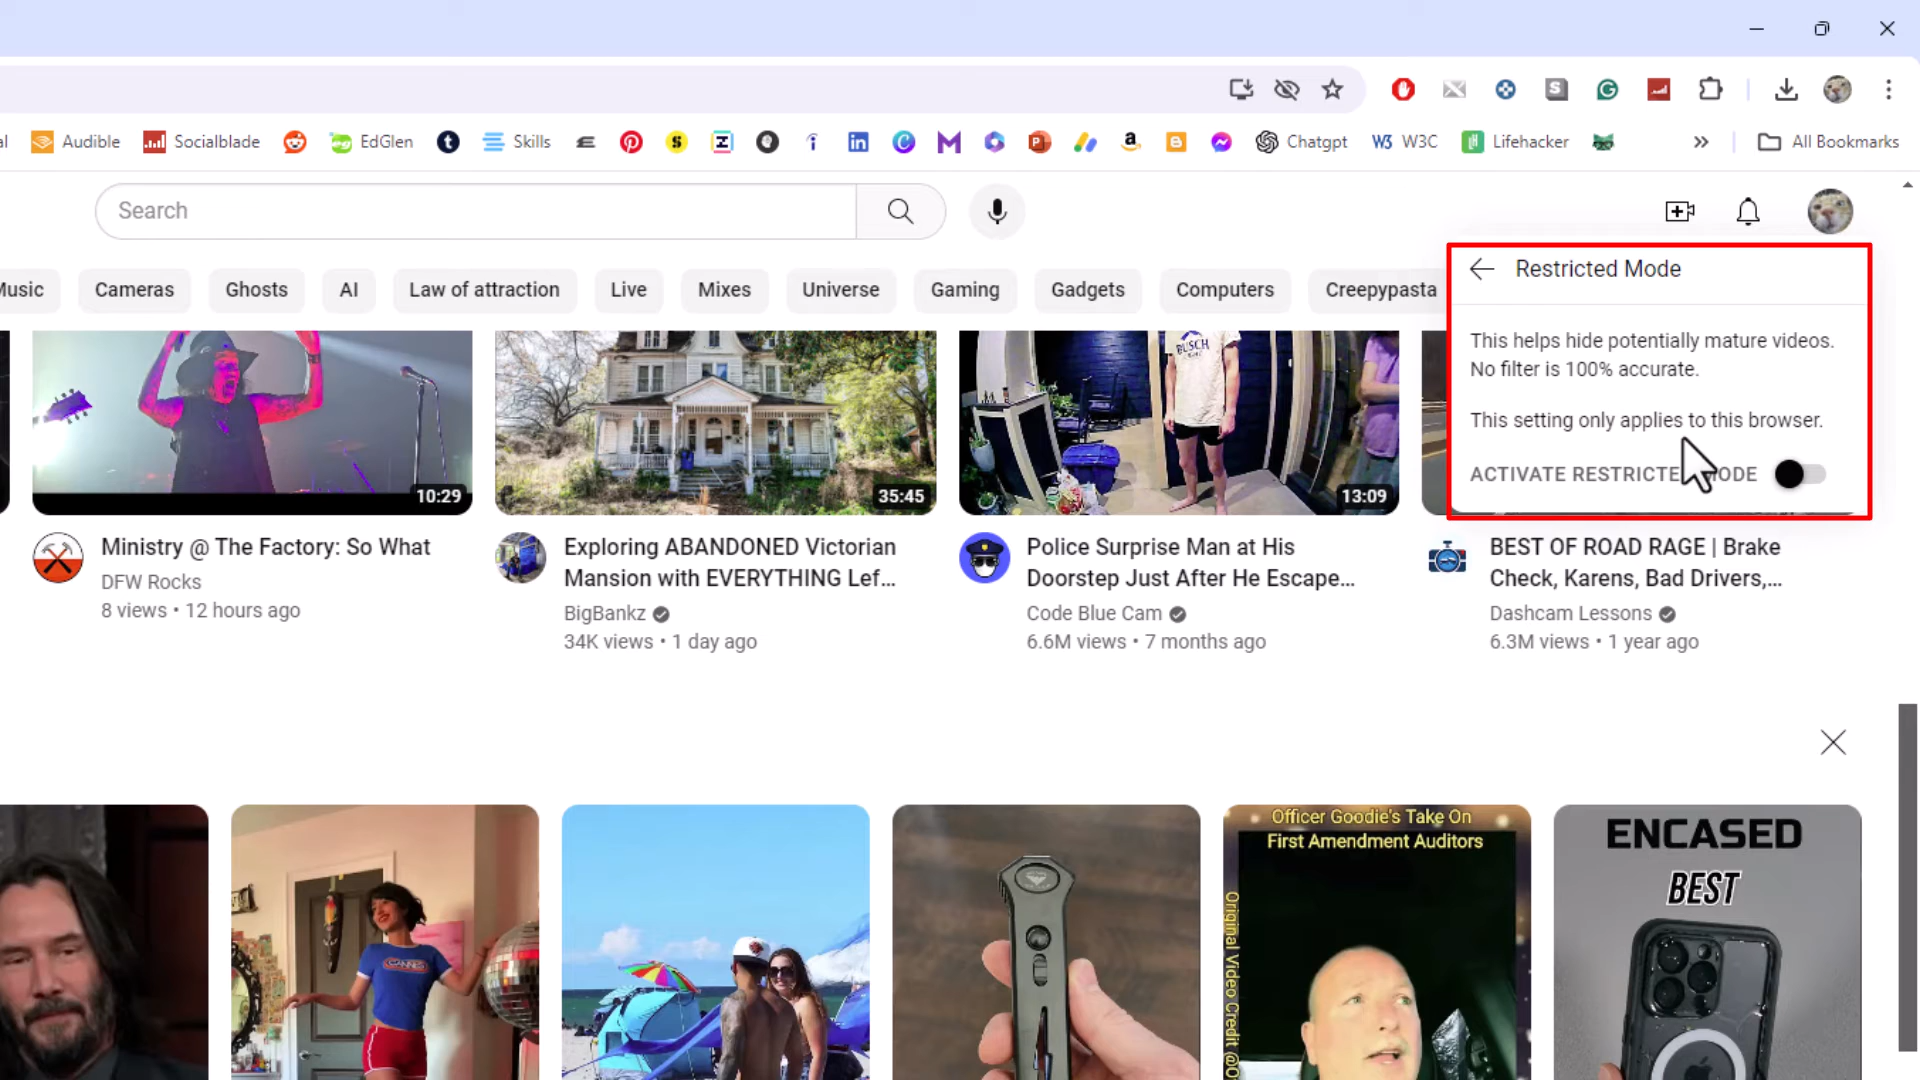 Audible
Socialblade
EdGlen
Skills
Chatgpt
W3C
Lifehacker
All Bookmarks
Search
Music
Cameras
Ghosts
AI
Law of attraction
Live
Mixes
Universe
Gaming
Gadgets
Computers
Creepypasta
Restricted Mode
This helps hide potentially mature videos.
No filter is 100% accurate.
This setting only applies to this browser.
ACTIVATE RESTRICTE ODE
BUSCH
10:29
35:45
13:09
Ministry @ The Factory: So What
DFW Rocks
8 views • 12 hours ago
Exploring ABANDONED Victorian
Mansion with EVERYTHING Lef...
BigBankz
34K views • 1 day ago
Police Surprise Man at His
Doorstep Just After He Escape...
Code Blue Cam
6.6M views • 7 months ago
BEST OF ROAD RAGE | Brake
Check, Karens, Bad Drivers,...
Dashcam Lessons
6.3M views • 1 year ago
CANNES
Officer Goodie's Take On
First Amendment Auditors
Original Video Credit @
ENCASED
BEST